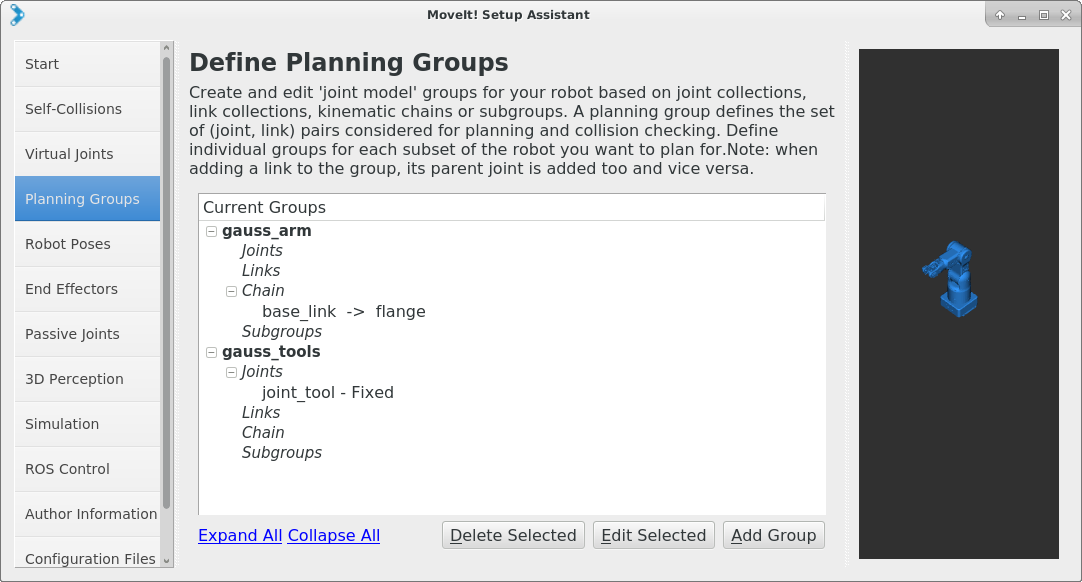 MoveIt! Setup Assistant
Start
Self-Collisions
Virtual Joints
Planning Groups
Robot Poses
End Effectors
Passive Joints
3D Perception
Simulation
ROS Control
Author Information
Configuration Files
Define Planning Groups
Create and edit 'joint model' groups for your robot based on joint collections,
link collections, kinematic chains or subgroups. A planning group defines the set
of (joint, link) pairs considered for planning and collision checking. Define
individual groups for each subset of the robot you want to plan for.Note: when
adding a link to the group, its parent joint is added too and vice versa.
Current Groups
gauss_arm
Joints
Links
Chain
base_link -> flange
Subgroups
gauss_tools
Joints
joint_tool - Fixed
Links
Chain
Subgroups
Expand All Collapse All Delete Selected Edit Selected Add Group